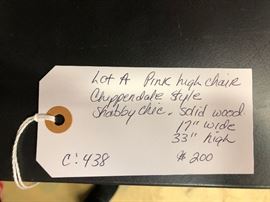 Lot A Pink high chair
Chippendale style
Shabby chic. Solid wood
17" wide
33" high
C: 438 $200